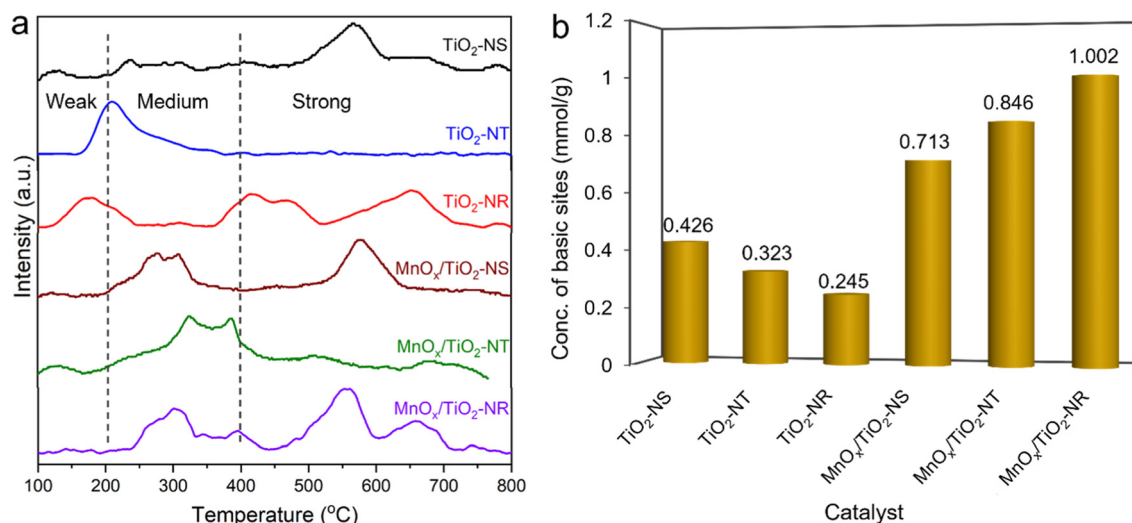 a
TiO₂-NS
Weak Medium Strong
TiO₂-NT
TiO₂-NR
MnOₓ/TiO₂-NS
MnOₓ/TiO₂-NT
MnOₓ/TiO₂-NR
Intensity (a.u.)
100 200 300 400 500 600 700 800
Temperature (°C)
b
Conc. of basic sites (mmol/g)
1.2
1
0.8
0.6
0.4
0.2
0
0.426
0.323
0.245
0.713
0.846
1.002
TiO₂-NS
TiO₂-NT
TiO₂-NR
MnOₓ/TiO₂-NS
MnOₓ/TiO₂-NT
MnOₓ/TiO₂-NR
Catalyst